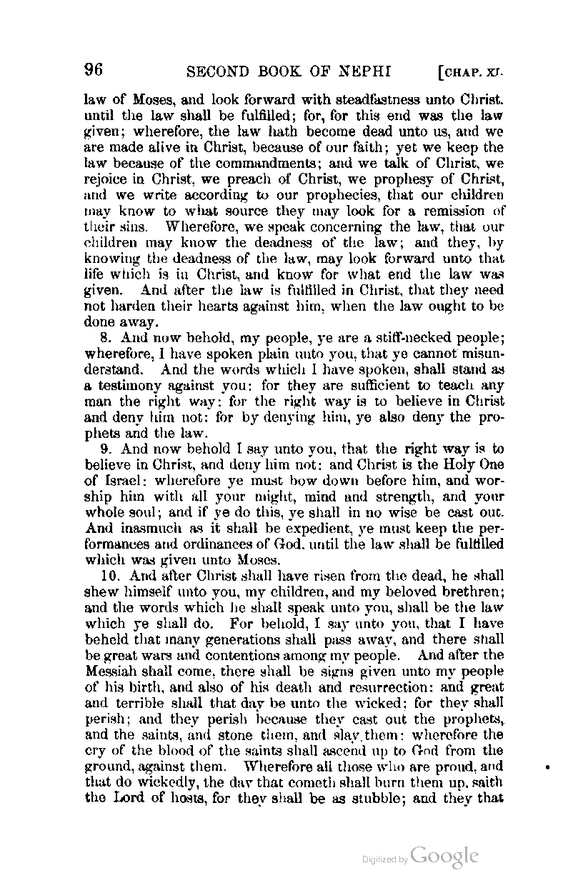 96 SECOND BOOK OF NEPHI [CHAP. XI.
law of Moses, and look forward with steadfastness unto Christ.
until the law shall be fulfilled; for, for this end was the law
given; wherefore, the law hath become dead unto us, and we
are made alive in Christ, because of our faith; yet we keep the
law because of the commandments; and we talk of Christ, we
rejoice in Christ, we preach of Christ, we prophesy of Christ,
and we write according to our prophecies, that our children
may know to what source they may look for a remission of
their sins. Wherefore, we speak concerning the law, that our
children may know the deadness of the law; and they, by
knowing the deadness of the law, may look forward unto that
life which is in Christ, and know for what end the law was
given. And after the law is fulfilled in Christ, that they need
not harden their hearts against him, when the law ought to be
done away.
8. And now behold, my people, ye are a stiff-necked people;
wherefore, I have spoken plain unto you, that ye cannot misun-
derstand. And the words which I have spoken, shall stand as
a testimony against you: for they are sufficient to teach any
man the right way; for the right way is to believe in Christ
and deny him not: for by denying him, ye also deny the pro-
phets and the law.
9. And now behold I say unto you, that the right way is to
believe in Christ, and deny him not: and Christ is the Holy One
of Israel: wherefore ye must bow down before him, and wor-
ship him with all your might, mind and strength, and your
whole soul; and if ye do this, ye shall in no wise be cast out.
And inasmuch as it shall be expedient, ye must keep the per-
formances and ordinances of God, until the law shall be fulfilled
which was given unto Moses.
10. And after Christ shall have risen from the dead, he shall
shew himself unto you, my children, and my beloved brethren;
and the words which he shall speak unto you, shall be the law
which ye shall do. For behold, I say unto you, that I have
beheld that many generations shall pass away, and there shall
be great wars and contentions among my people. And after the
Messiah shall come, there shall be signs given unto my people
of his birth, and also of his death and resurrection: and great
and terrible shall that day be unto the wicked; for they shall
perish; and they perish because they cast out the prophets,
and the saints, and stone them, and slay them: wherefore the
cry of the blood of the saints shall ascend up to God from the
ground, against them. Wherefore all those who are proud, and
that do wickedly, the day that cometh shall burn them up, saith
the Lord of hosts, for they shall be as stubble; and they that
Digitized by Google